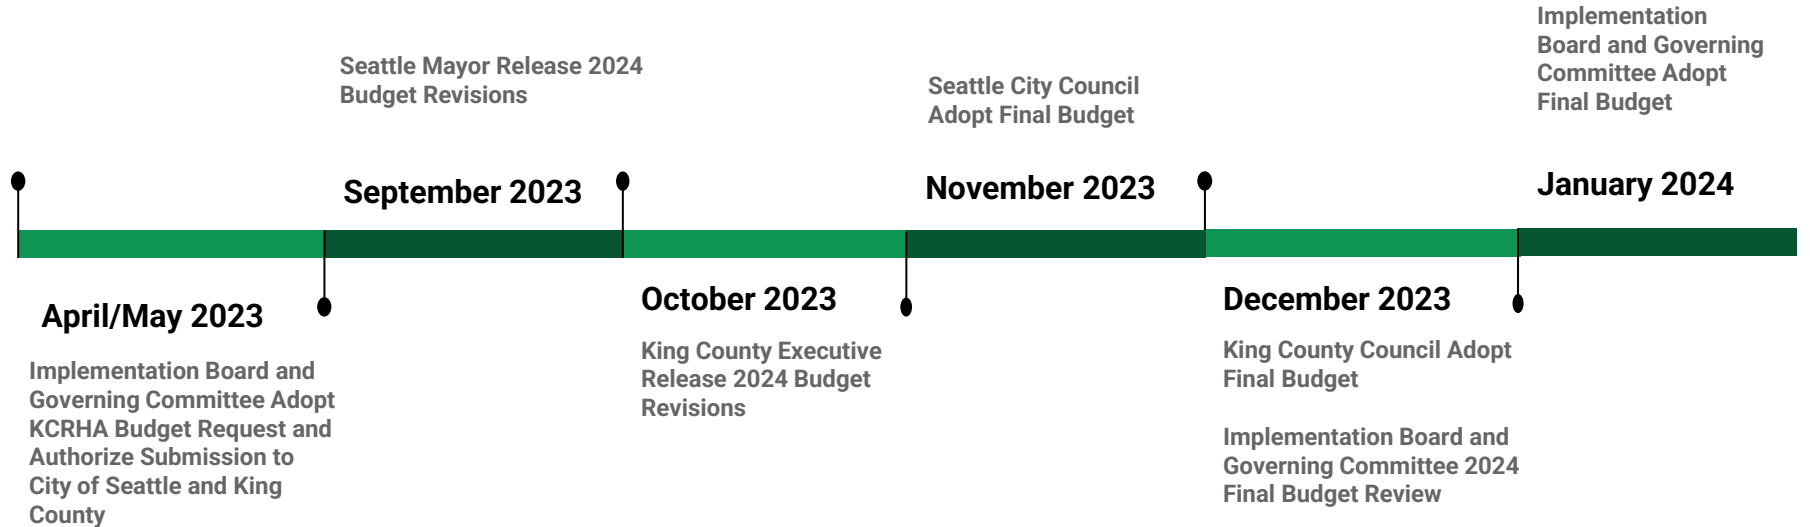 April/May 2023
Implementation Board and
Governing Committee Adopt
KCRHA Budget Request and
Authorize Submission to
City of Seattle and King
County
Seattle Mayor Release 2024
Budget Revisions
September 2023
October 2023
King County Executive
Release 2024 Budget
Revisions
Seattle City Council
Adopt Final Budget
November 2023
December 2023
King County Council Adopt
Final Budget
Implementation Board and
Governing Committee 2024
Final Budget Review
Implementation
Board and Governing
Committee Adopt
Final Budget
January 2024